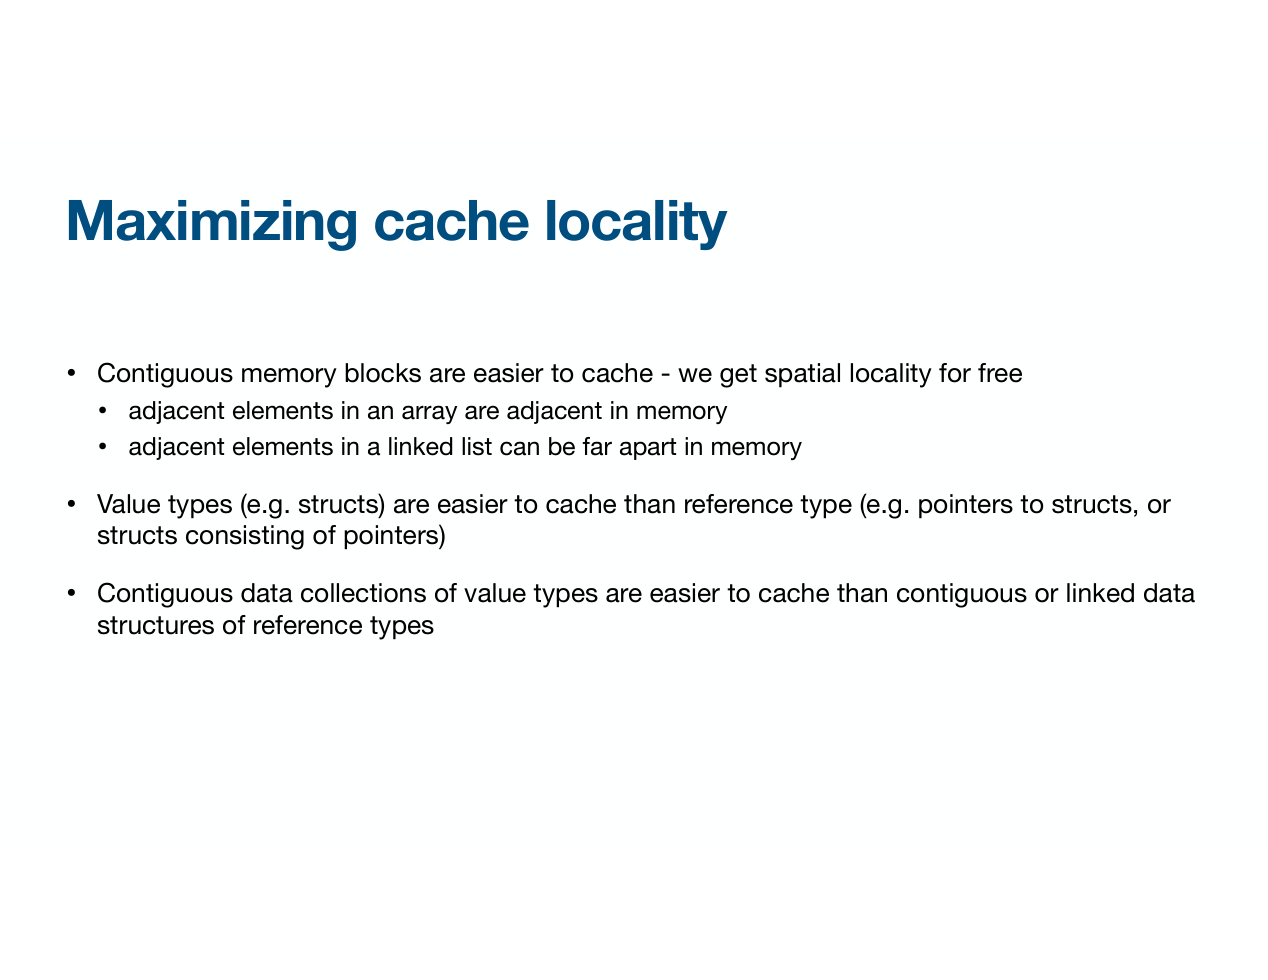 Maximizing cache locality
• Contiguous memory blocks are easier to cache - we get spatial locality for free
• adjacent elements in an array are adjacent in memory
• adjacent elements in a linked list can be far apart in memory
• Value types (e.g. structs) are easier to cache than reference type (e.g. pointers to structs, or
structs consisting of pointers)
• Contiguous data collections of value types are easier to cache than contiguous or linked data
structures of reference types